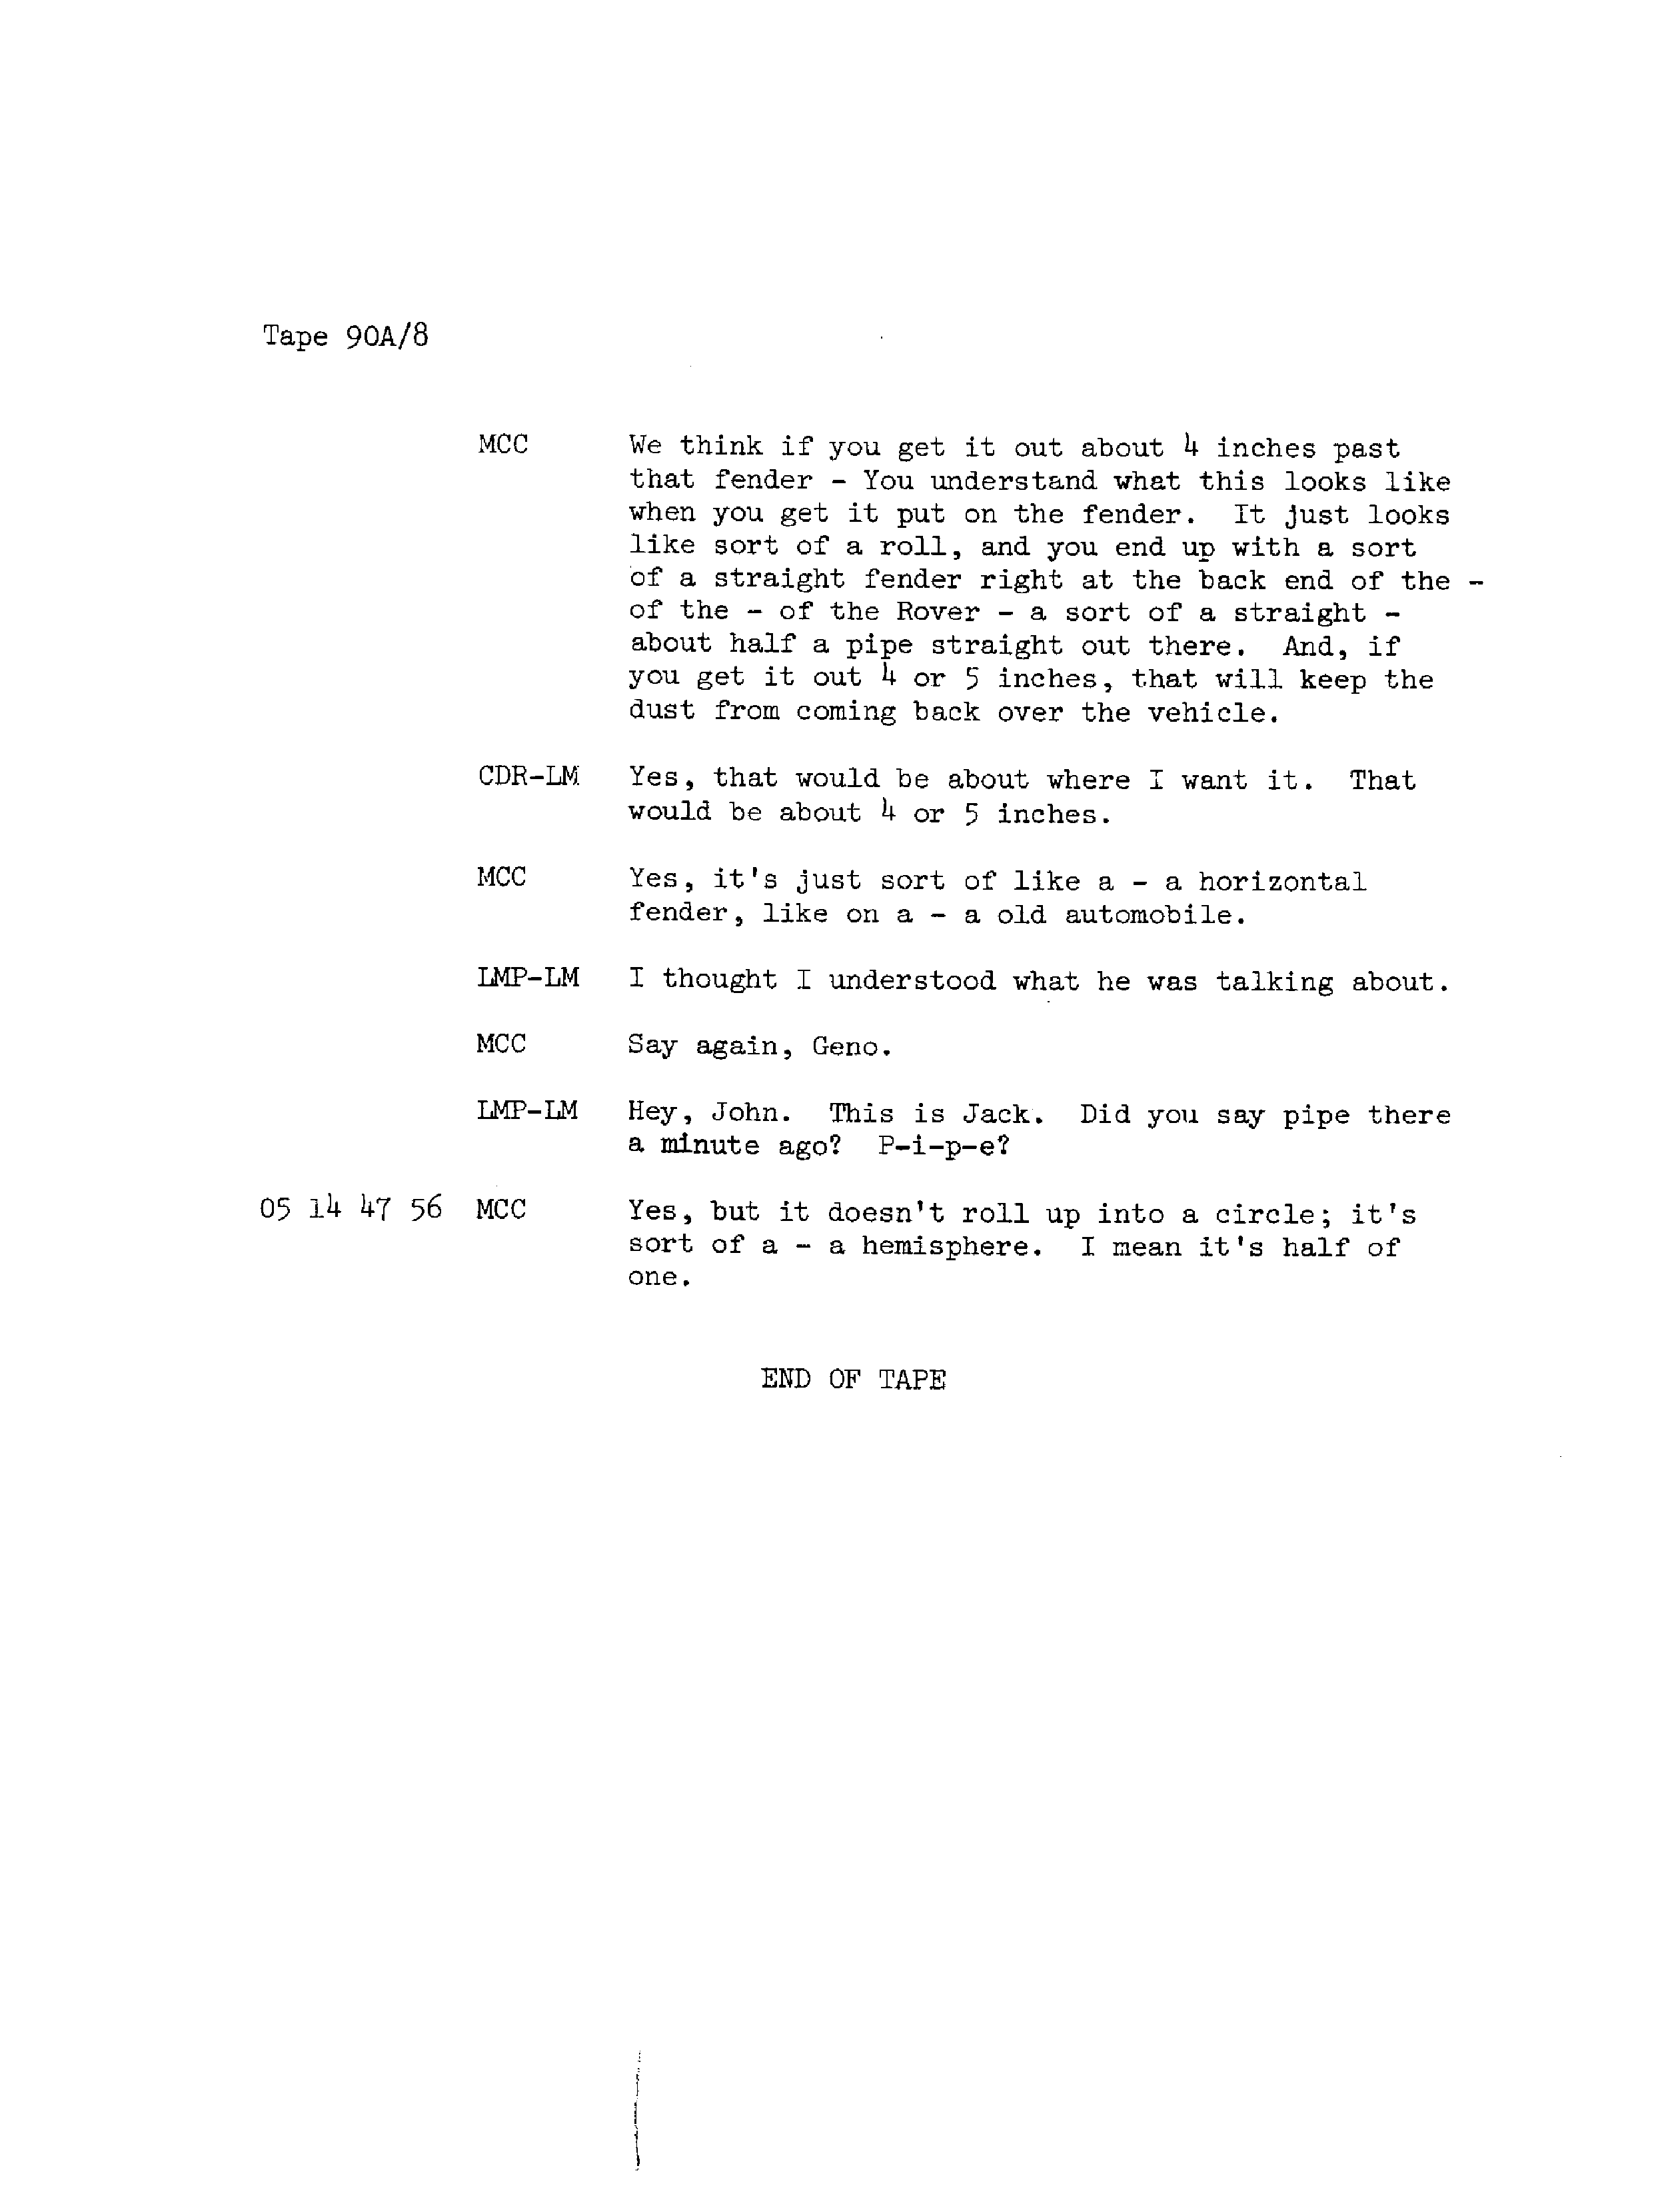 Tape 90A/8
MCC We think if you get it out about 4 inches past
that fender - You understand what this looks like
when you get it put on the fender. It just looks
like sort of a roll, and you end up with a sort
of a straight fender right at the back end of the -
of the - of the Rover - a sort of a straight -
about half a pipe straight out there. And, if
you get it out 4 or 5 inches, that will keep the
dust from coming back over the vehicle.
CDR-LM Yes, that would be about where I want it. That
would be about 4 or 5 inches.
MCC Yes, it's just sort of like a - a horizontal
fender, like on a - a old automobile.
LMP-LM I thought I understood what he was talking about.
MCC Say again, Geno.
LMP-LM Hey, John. This is Jack. Did you say pipe there
a minute ago? P-i-p-e?
05 14 47 56 MCC Yes, but it doesn't roll up into a circle; it's
sort of a - a hemisphere. I mean it's half of
one.
END OF TAPE